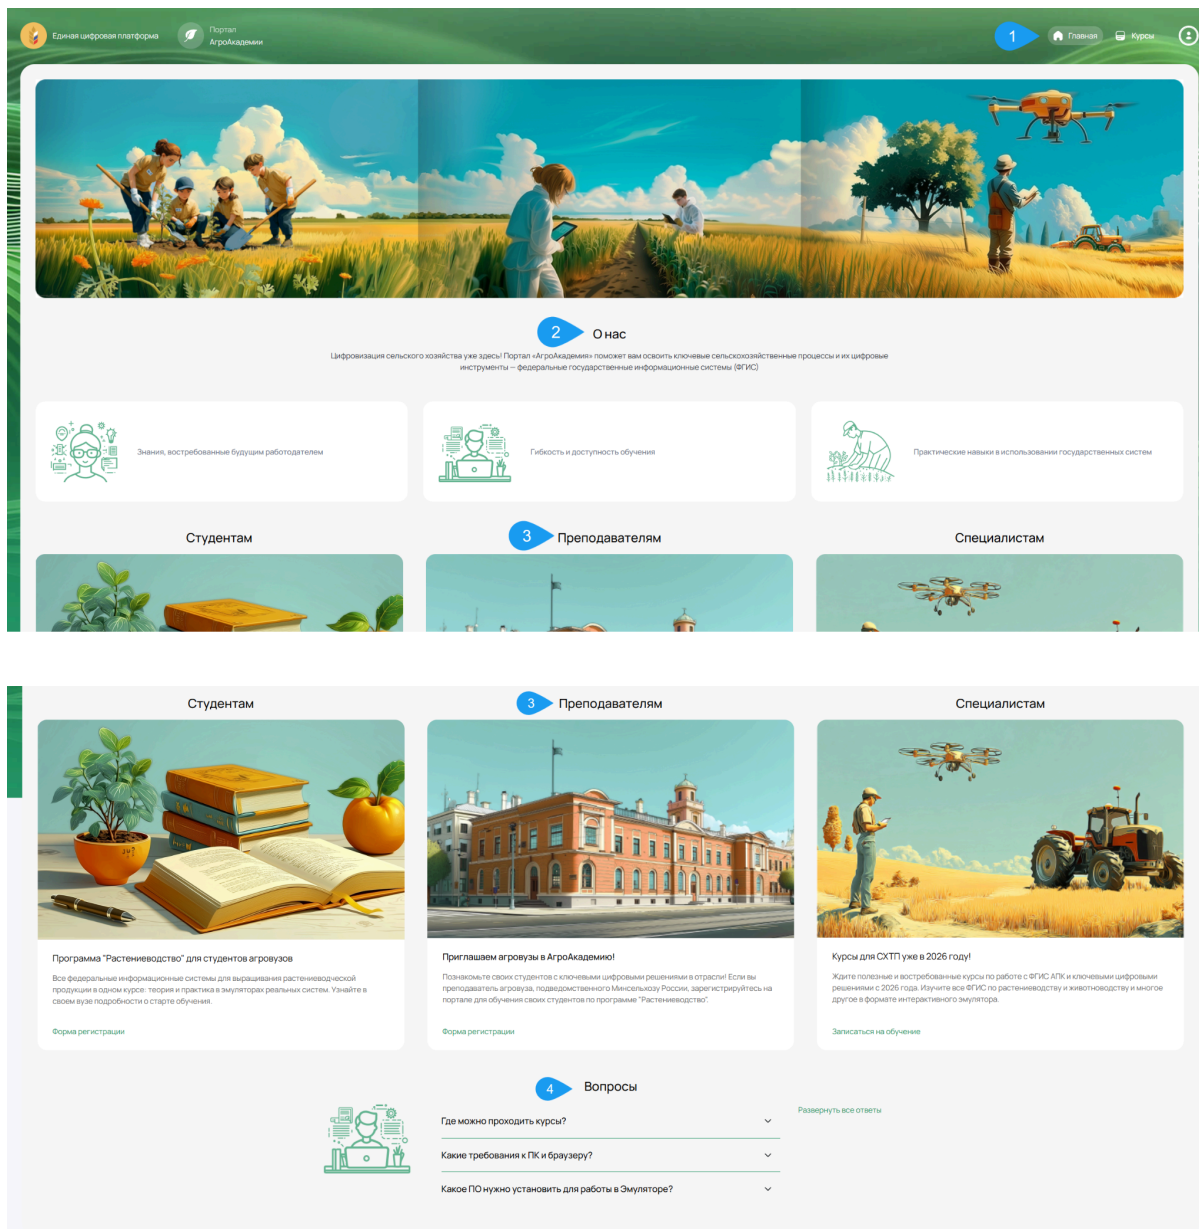 Единая цифровая платформа
Портал
АгроАкадемии
1
Главная
Курсы
2
О нас
Цифровизация сельского хозяйства уже здесь! Портал «АгроАкадемия» поможет вам освоить ключевые сельскохозяйственные процессы и их цифровые
инструменты — федеральные государственные информационные системы (ФГИС)
Знания, востребованные будущим работодателем
Гибкость и доступность обучения
Практические навыки в использовании государственных систем
Студентам
3
Преподавателям
Специалистам
Студентам
3
Преподавателям
Специалистам
Программа "Растениеводство" для студентов агровузов
Все федеральные информационные системы для выращивания растениеводческой
продукции в одном курсе: теория и практика в эмуляторах реальных систем. Узнайте в
своем вузе подробности о старте обучения.
Форма регистрации
Приглашаем агровузы в АгроАкадемию!
Познакомьте своих студентов с ключевыми цифровыми решениями в отрасли! Если вы
преподаватель агровуза, подведомственного Минсельхозу России, зарегистрируйтесь на
портале для обучения своих студентов по программе "Растениеводство".
Форма регистрации
Курсы для СХТП уже в 2026 году!
Ждите полезные и востребованные курсы по работе с ФГИС АПК и ключевыми цифровыми
решениями с 2026 года. Изучите все ФГИС по растениеводству и животноводству и многое
другое в формате интерактивного эмулятора.
Записаться на обучение
4
Вопросы
Где можно проходить курсы?
Развернуть все ответы
Какие требования к ПК и браузеру?
Какое ПО нужно установить для работы в Эмуляторе?